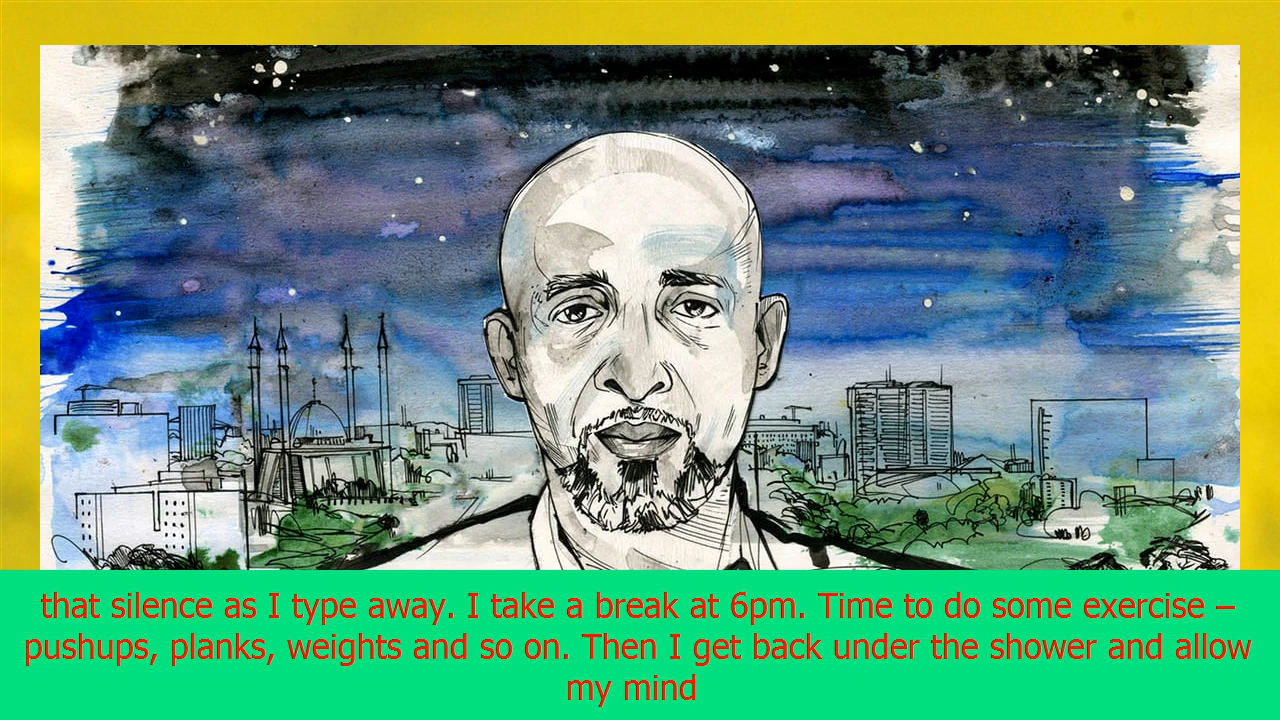 that silence as I type away. I take a break at 6pm. Time to do some exercise –
pushups, planks, weights and so on. Then I get back under the shower and allow
my mind